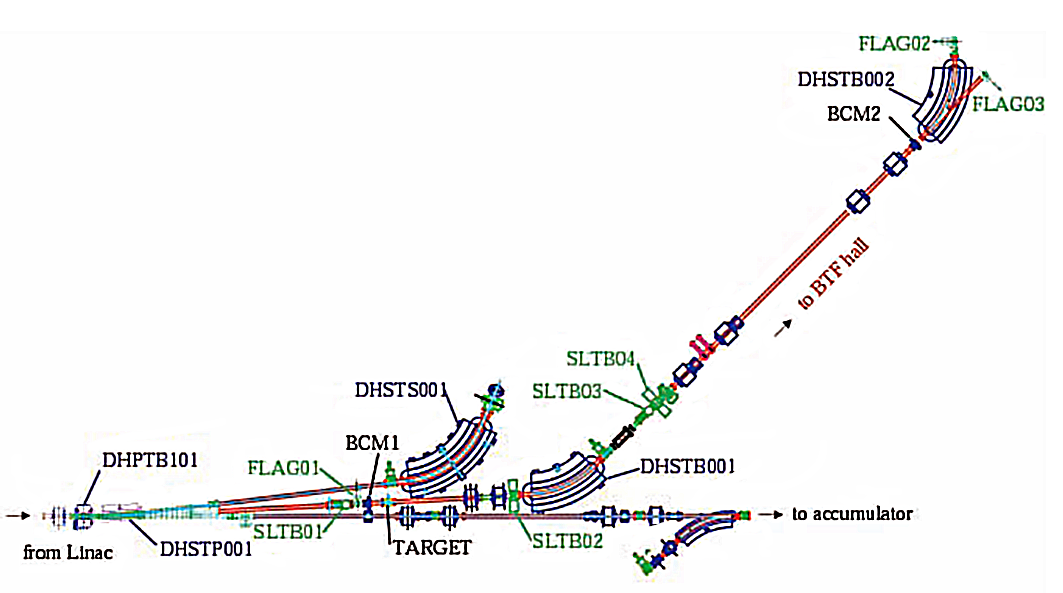 FLAG02
DHSTB002
FLAG03
BCM2
to BTF hall
SLTB04
DHSTS001
SLTB03
BCM1
DHPTB101
FLAG01
DHSTB001
from Linac
DHSTP001
SLTB01
TARGET
SLTB02
to accumulator